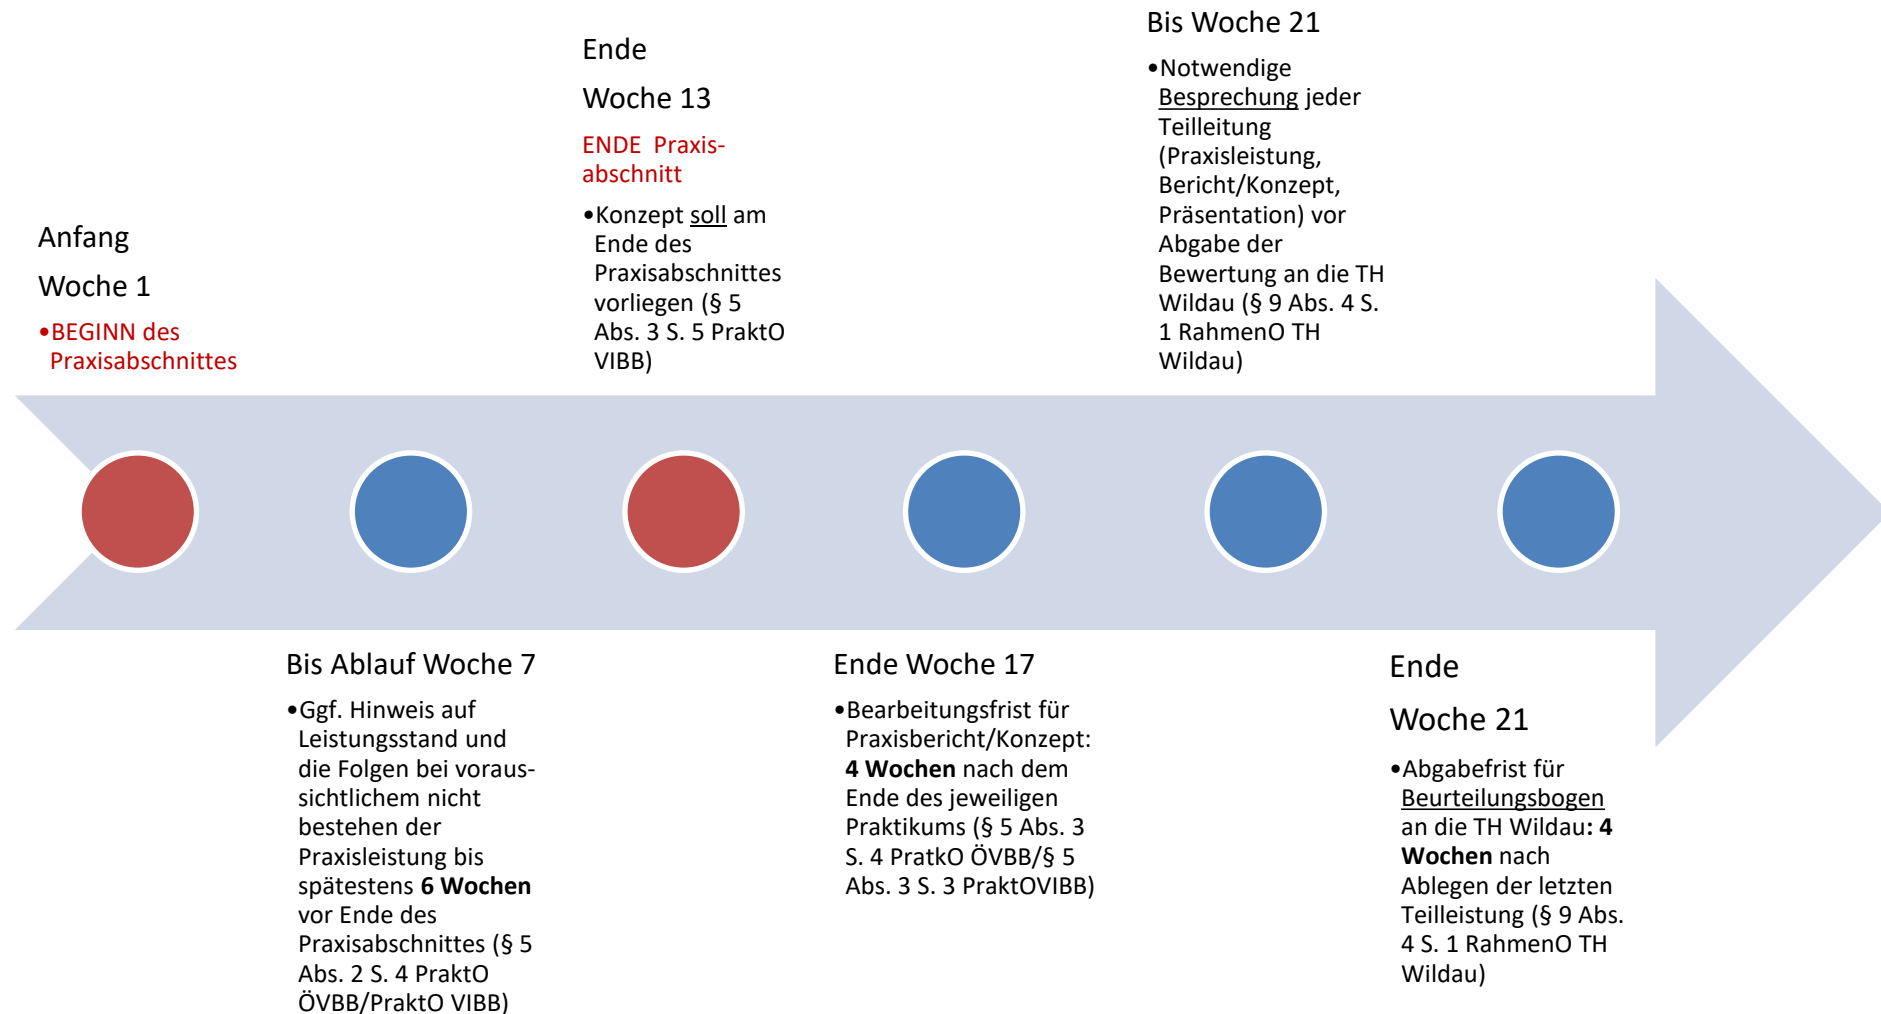 Anfang
Woche 1
•BEGINN des
Praxisabschnittes
Bis Ablauf Woche 7
•Ggf. Hinweis auf
Leistungsstand und
die Folgen bei voraus-
sichtlichem nicht
bestehen der
Praxisleistung bis
spätestens 6 Wochen
vor Ende des
Praxisabschnittes (§ 5
Abs. 2 S. 4 PraktO
ÖVBB/PraktO VIBB)
Ende
Woche 13
ENDE  Praxis-
abschnitt
•Konzept soll am
Ende des
Praxisabschnittes
vorliegen (§ 5
Abs. 3 S. 5 PraktO
VIBB)
Ende Woche 17
•Bearbeitungsfrist für
Praxisbericht/Konzept:
4 Wochen nach dem
Ende des jeweiligen
Praktikums (§ 5 Abs. 3
S. 4 PratkO ÖVBB/§ 5
Abs. 3 S. 3 PraktOVIBB)
Bis Woche 21
•Notwendige
Besprechung jeder
Teilleitung
(Praxisleistung,
Bericht/Konzept,
Präsentation) vor
Abgabe der
Bewertung an die TH
Wildau (§ 9 Abs. 4 S.
1 RahmenO TH
Wildau)
Ende
Woche 21
•Abgabefrist für
Beurteilungsbogen
an die TH Wildau: 4
Wochen nach
Ablegen der letzten
Teilleistung (§ 9 Abs.
4 S. 1 RahmenO TH
Wildau)